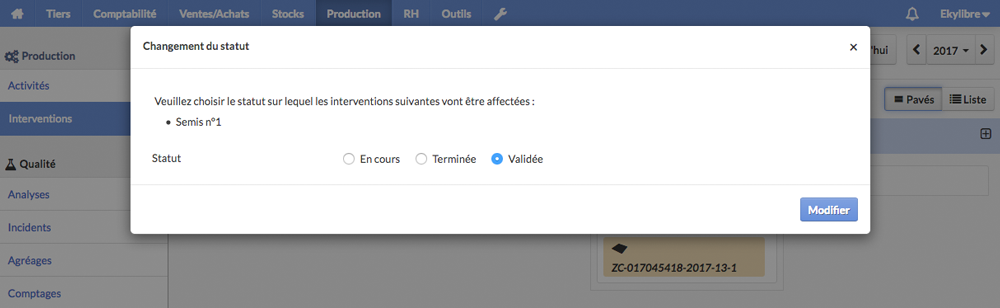 Tiers Comptabilité Ventes/Achats Stocks Production RH Outils Ekylibre
Production
Activités
Interventions
Qualité
Analyses
Incidents
Agréages
Comptages
Changement du statut ×
Veuillez choisir le statut sur lequel les interventions suivantes vont être affectées :
• Semis n°1
Statut En cours Terminée Validée
Modifier
2017
Pavés Liste
ZC-017045418-2017-13-1